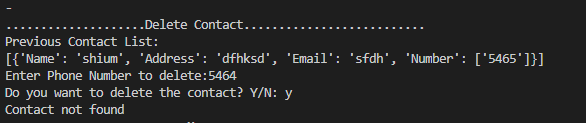 -
....................Delete Contact..........................
Previous Contact List:
[{'Name': 'shium', 'Address': 'dfhksd', 'Email': 'sfdh', 'Number': ['5465']}]
Enter Phone Number to delete:5464
Do you want to delete the contact? Y/N: y
Contact not found